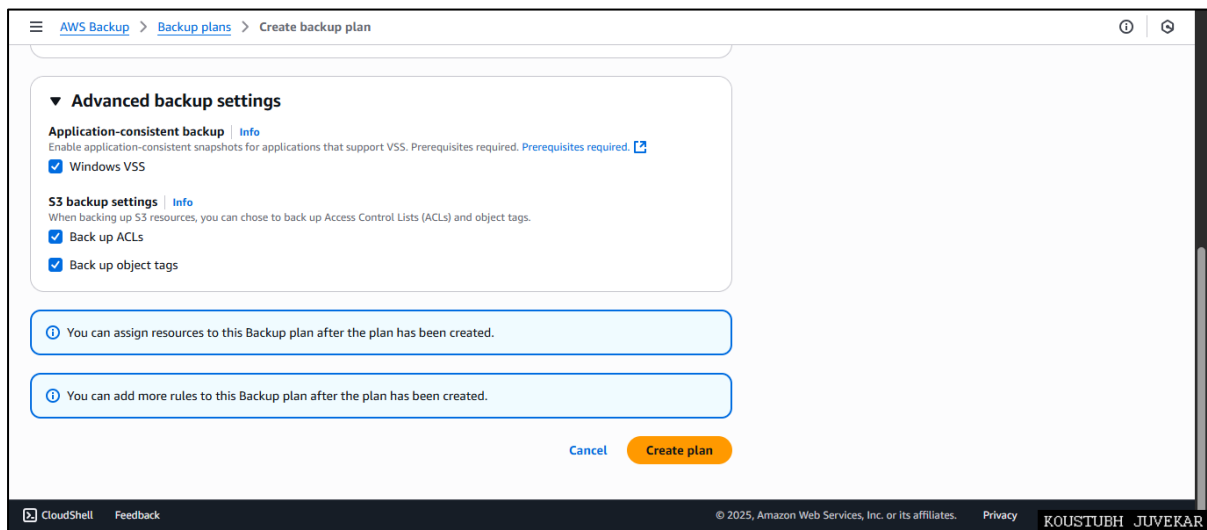 AWS Backup > Backup plans > Create backup plan
Advanced backup settings
Application-consistent backup | Info
Enable application-consistent snapshots for applications that support VSS. Prerequisites required. Prerequisites required.
Windows VSS
S3 backup settings | Info
When backing up S3 resources, you can chose to back up Access Control Lists (ACLs) and object tags.
Back up ACLs
Back up object tags
You can assign resources to this Backup plan after the plan has been created.
You can add more rules to this Backup plan after the plan has been created.
Cancel Create plan
CloudShell Feedback © 2025, Amazon Web Services, Inc. or its affiliates. Privacy
KOUSTUBH JUVEKAR